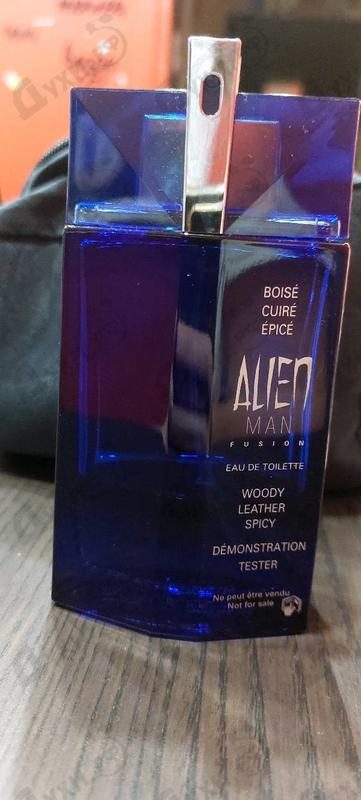 BOISÉ
CUIRÉ
ÉPICÉ
ALIEN
MAN
FUSION
EAU DE TOILETTE
WOODY
LEATHER
SPICY
DÉMONSTRATION
TESTER
Ne peut être vendu
Not for sale